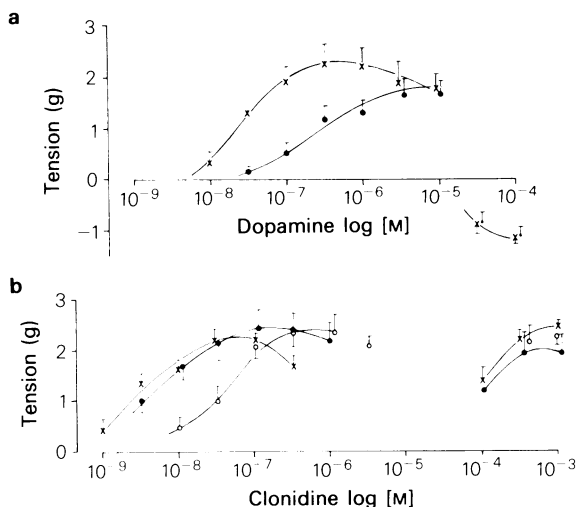 a
Tension (g)
3
2
1
0
−1
10⁻⁹ 10⁻⁸ 10⁻⁷ 10⁻⁶ 10⁻⁵ 10⁻⁴
Dopamine log [M]
b
Tension (g)
3
2
1
0
10⁻⁹ 10⁻⁸ 10⁻⁷ 10⁻⁶ 10⁻⁵ 10⁻⁴ 10⁻³
Clonidine log [M]